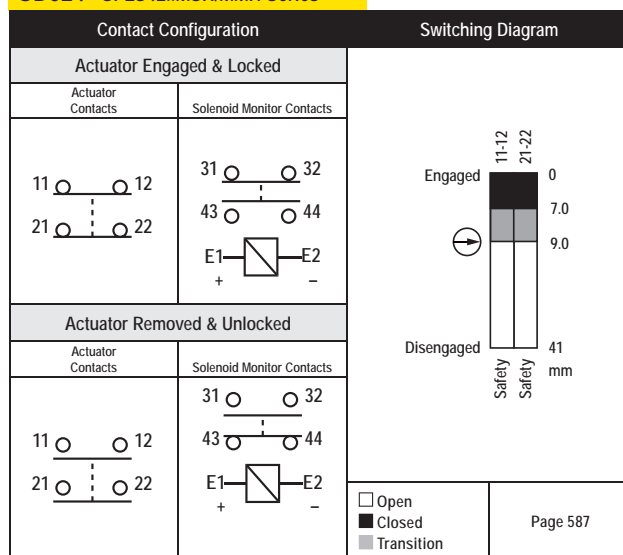 Contact Configuration
Switching Diagram
Actuator Engaged & Locked
Actuator
Contacts
Solenoid Monitor Contacts
11 12
21 22
31 32
43 44
E1 E2
+ –
Actuator Removed & Unlocked
Actuator
Contacts
Solenoid Monitor Contacts
11 12
21 22
31 32
43 44
E1 E2
+ –
11-12
21-22
Engaged 0
7.0
9.0
Disengaged 41
mm
Safety
Safety
Open
Closed
Transition
Page 587